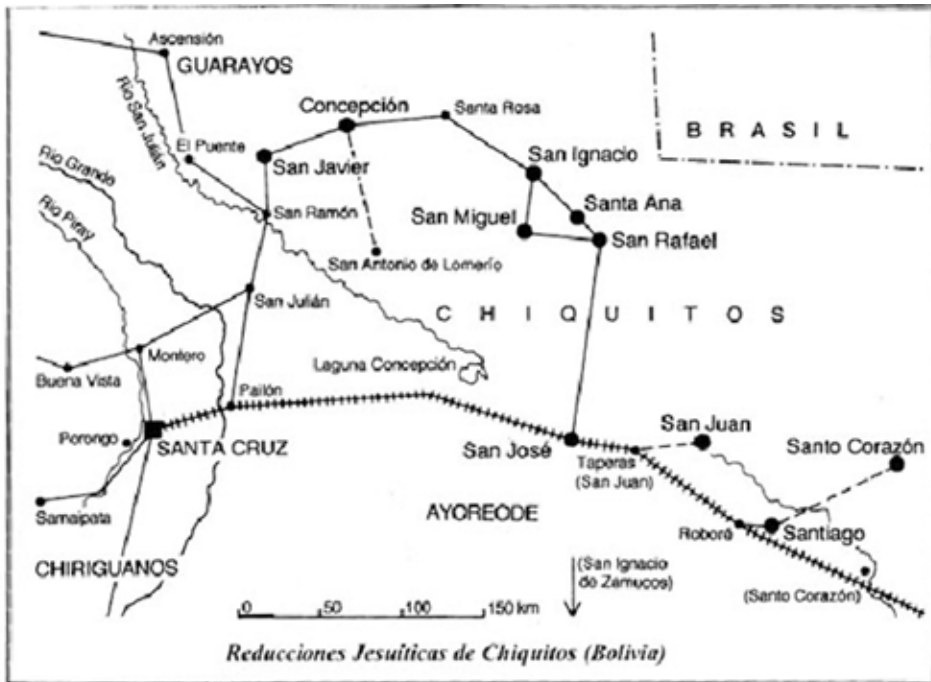 Ascensión
GUARAYOS
Río San Julián
Concepción
Santa Rosa
BRASIL
El Puente
San Javier
San Ignacio
Río Grande
Santa Ana
San Miguel
Río Piray
San Ramón
San Rafael
San Antonio de Lomerío
San Julián
CHIQUITOS
Montero
Laguna Concepción
Buena Vista
Pailón
San Juan
Porongo
SANTA CRUZ
San José
Santo Corazón
Taperas
(San Juan)
Samaipata
AYOREODE
Roboré
Santiago
CHIRIGUANOS
(San Ignacio
de Zamucos)
(Santo Corazón)
0 50 100 150 km
Reducciones Jesuíticas de Chiquitos (Bolivia)